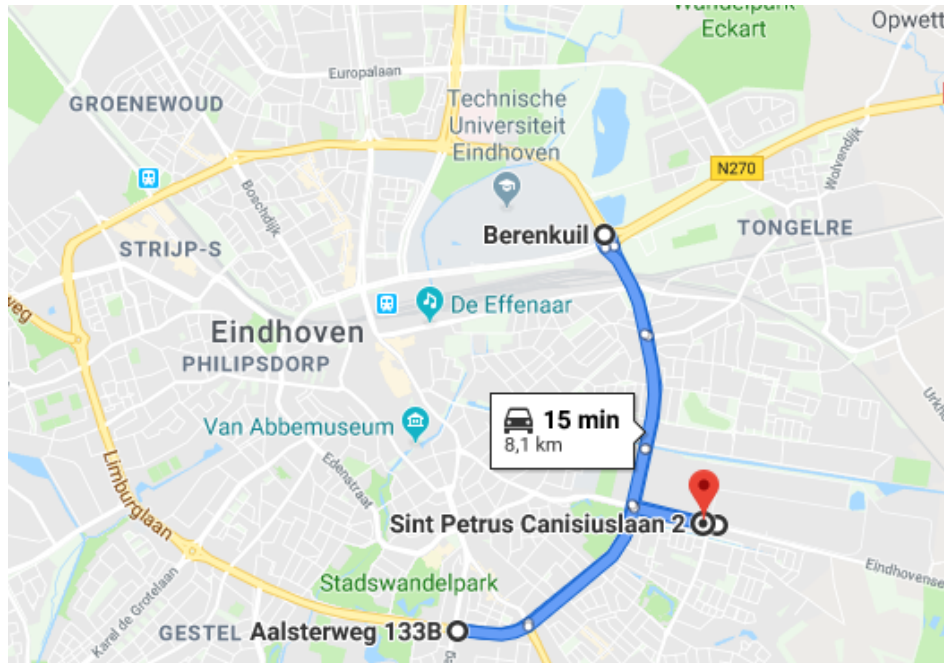 Wandelpark
Eckart
Opwett
Europalaan
GROENEWOUD
Technische
Universiteit
Eindhoven
Wolvendijk
N270
Boschdijk
Berenkuil
TONGELRE
STRIJP-S
De Effenaar
weg
Eindhoven
PHILIPSDORP
15 min
8,1 km
Van Abbemuseum
Limburglaan
Edenstraat
Sint Petrus Canisiuslaan 2
Eindhovense
Stadswandelpark
Karel de Grotelaan
GESTEL
Aalsterweg 133B